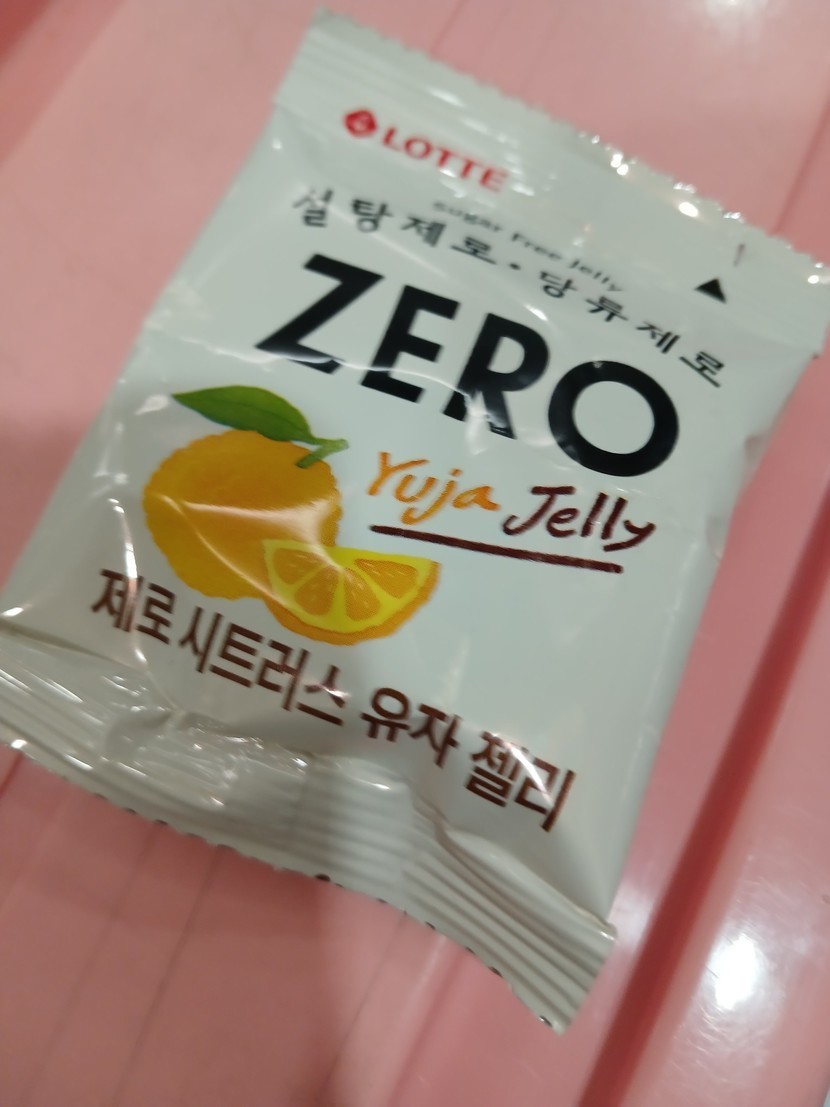 LOTTE
Sugar Free Jelly
설탕제로·당류제로
ZERO
Yuja Jelly
제로 시트러스 유자 젤리